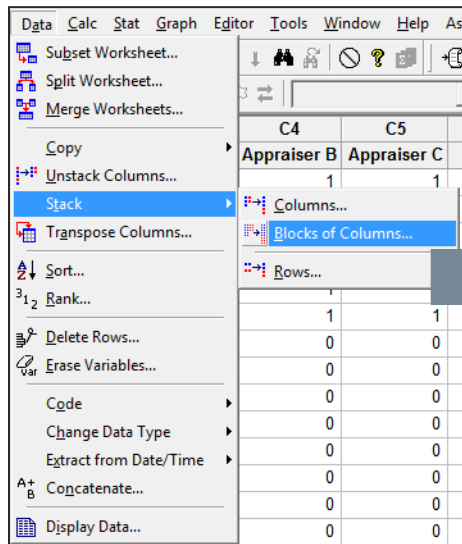 Data Calc Stat Graph Editor Tools Window Help As
Subset Worksheet...
Split Worksheet...
Merge Worksheets...
Copy
Unstack Columns...
Stack
Transpose Columns...
Sort...
Rank...
Delete Rows...
Erase Variables...
Code
Change Data Type
Extract from Date/Time
Concatenate...
Display Data...
Columns...
Blocks of Columns...
Rows...
C4 C5
Appraiser B Appraiser C
1 1
1 1
0 0
0 0
0 0
0 0
0 0
0 0
0 0
0 0